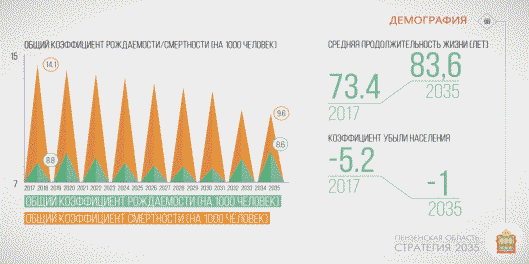 ДЕМОГРАФИЯ
ОБЩИЙ КОЭФФИЦИЕНТ РОЖДАЕМОСТИ/СМЕРТНОСТИ (НА 1000 ЧЕЛОВЕК)
15
14,1
8,8
9,6
8,6
7
2017 2018 2019 2020 2021 2022 2023 2024 2025 2026 2027 2028 2029 2030 2031 2032 2033 2034 2035
ОБЩИЙ КОЭФФИЦИЕНТ РОЖДАЕМОСТИ (НА 1000 ЧЕЛОВЕК)
ОБЩИЙ КОЭФФИЦИЕНТ СМЕРТНОСТИ (НА 1000 ЧЕЛОВЕК)
СРЕДНЯЯ ПРОДОЛЖИТЕЛЬНОСТЬ ЖИЗНИ (ЛЕТ)
73.4
2017
83,6
2035
КОЭФФИЦИЕНТ УБЫЛИ НАСЕЛЕНИЯ
-5.2
2017
-1
2035
ПЕНЗЕНСКАЯ ОБЛАСТЬ
СТРАТЕГИЯ 2035